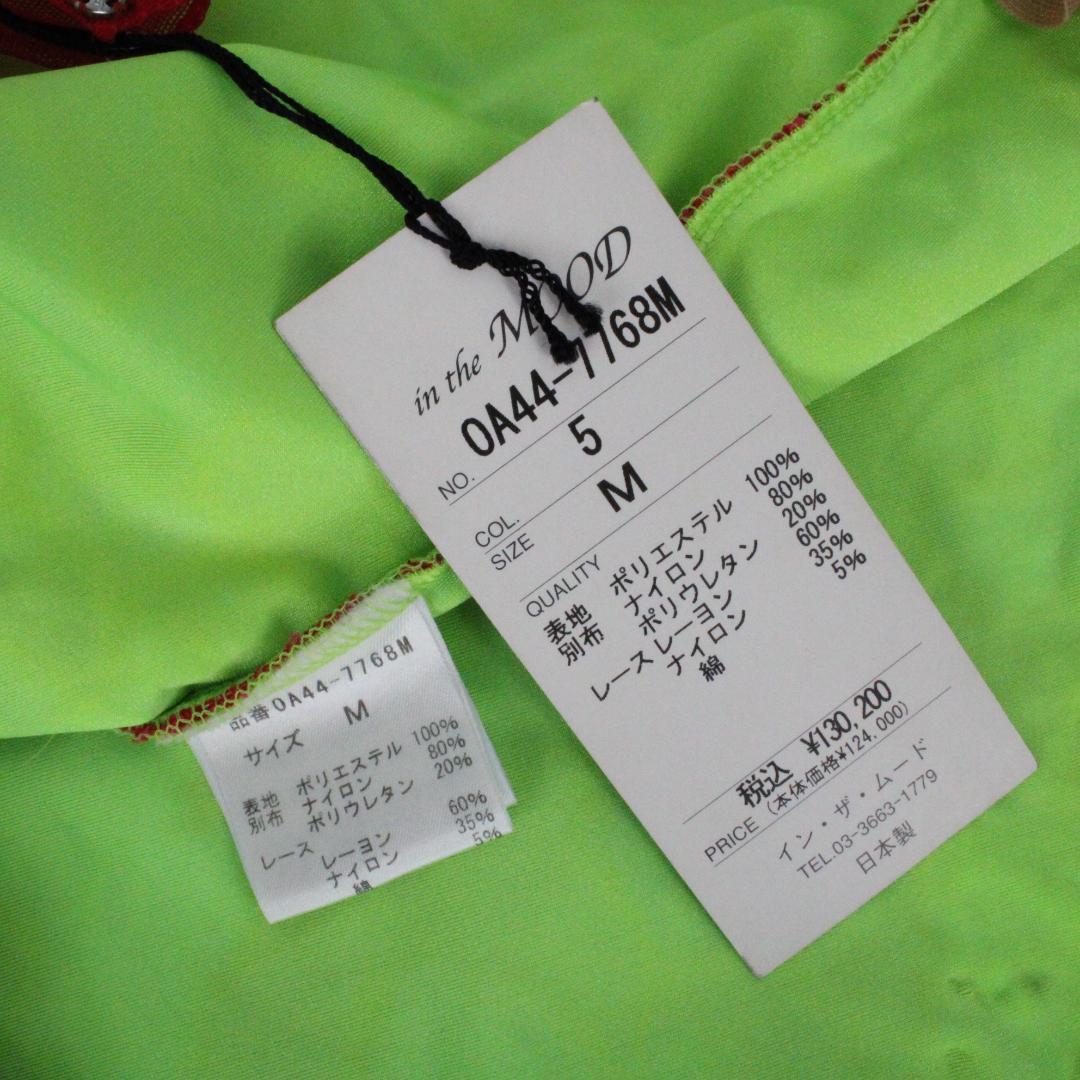 in the MOOD
NO. 0A44-7768M
COL. 5
SIZE M
QUALITY
表地 ポリエステル 100%
別布 ナイロン 80%
ポリウレタン 20%
レース レーヨン 60%
ナイロン 35%
綿 5%
税込 ¥130,200
PRICE (本体価格¥124,000)
イン・ザ・ムード
TEL.03-3663-1779
日本製
品番0A44-7768M
サイズ M
表地 ポリエステル 100%
別布 ナイロン 80%
ポリウレタン 20%
レース レーヨン 60%
ナイロン 35%
綿 5%